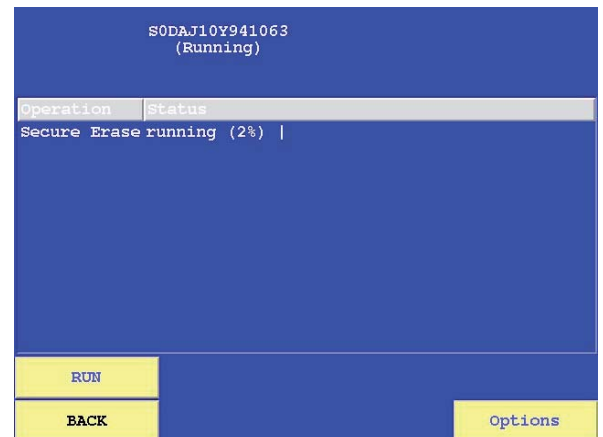 S0DAJ10Y941063
(Running)
Operation Status
Secure Erase running (2%) |
RUN
BACK
Options